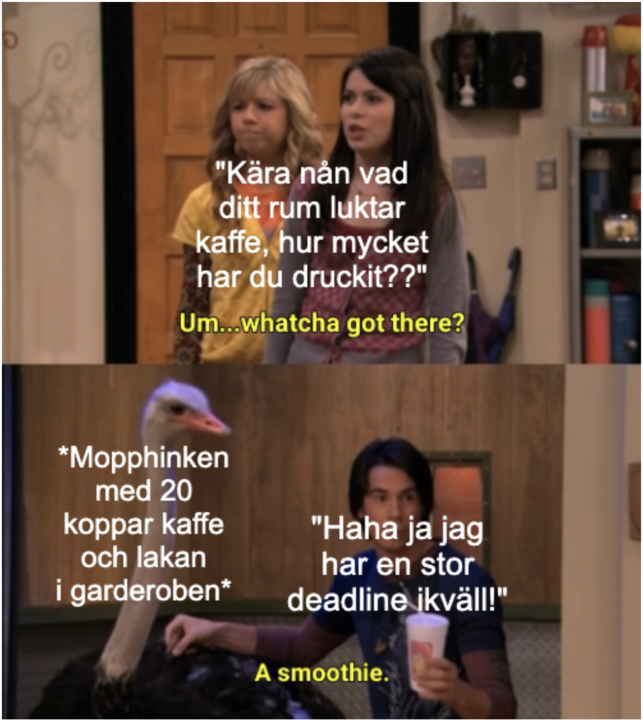 "Kära nån vad
ditt rum luktar
kaffe, hur mycket
har du druckit??"
Um...whatcha got there?
*Mopphinken
med 20
koppar kaffe
och lakan
i garderoben*
"Haha ja jag
har en stor
deadline ikväll!"
A smoothie.